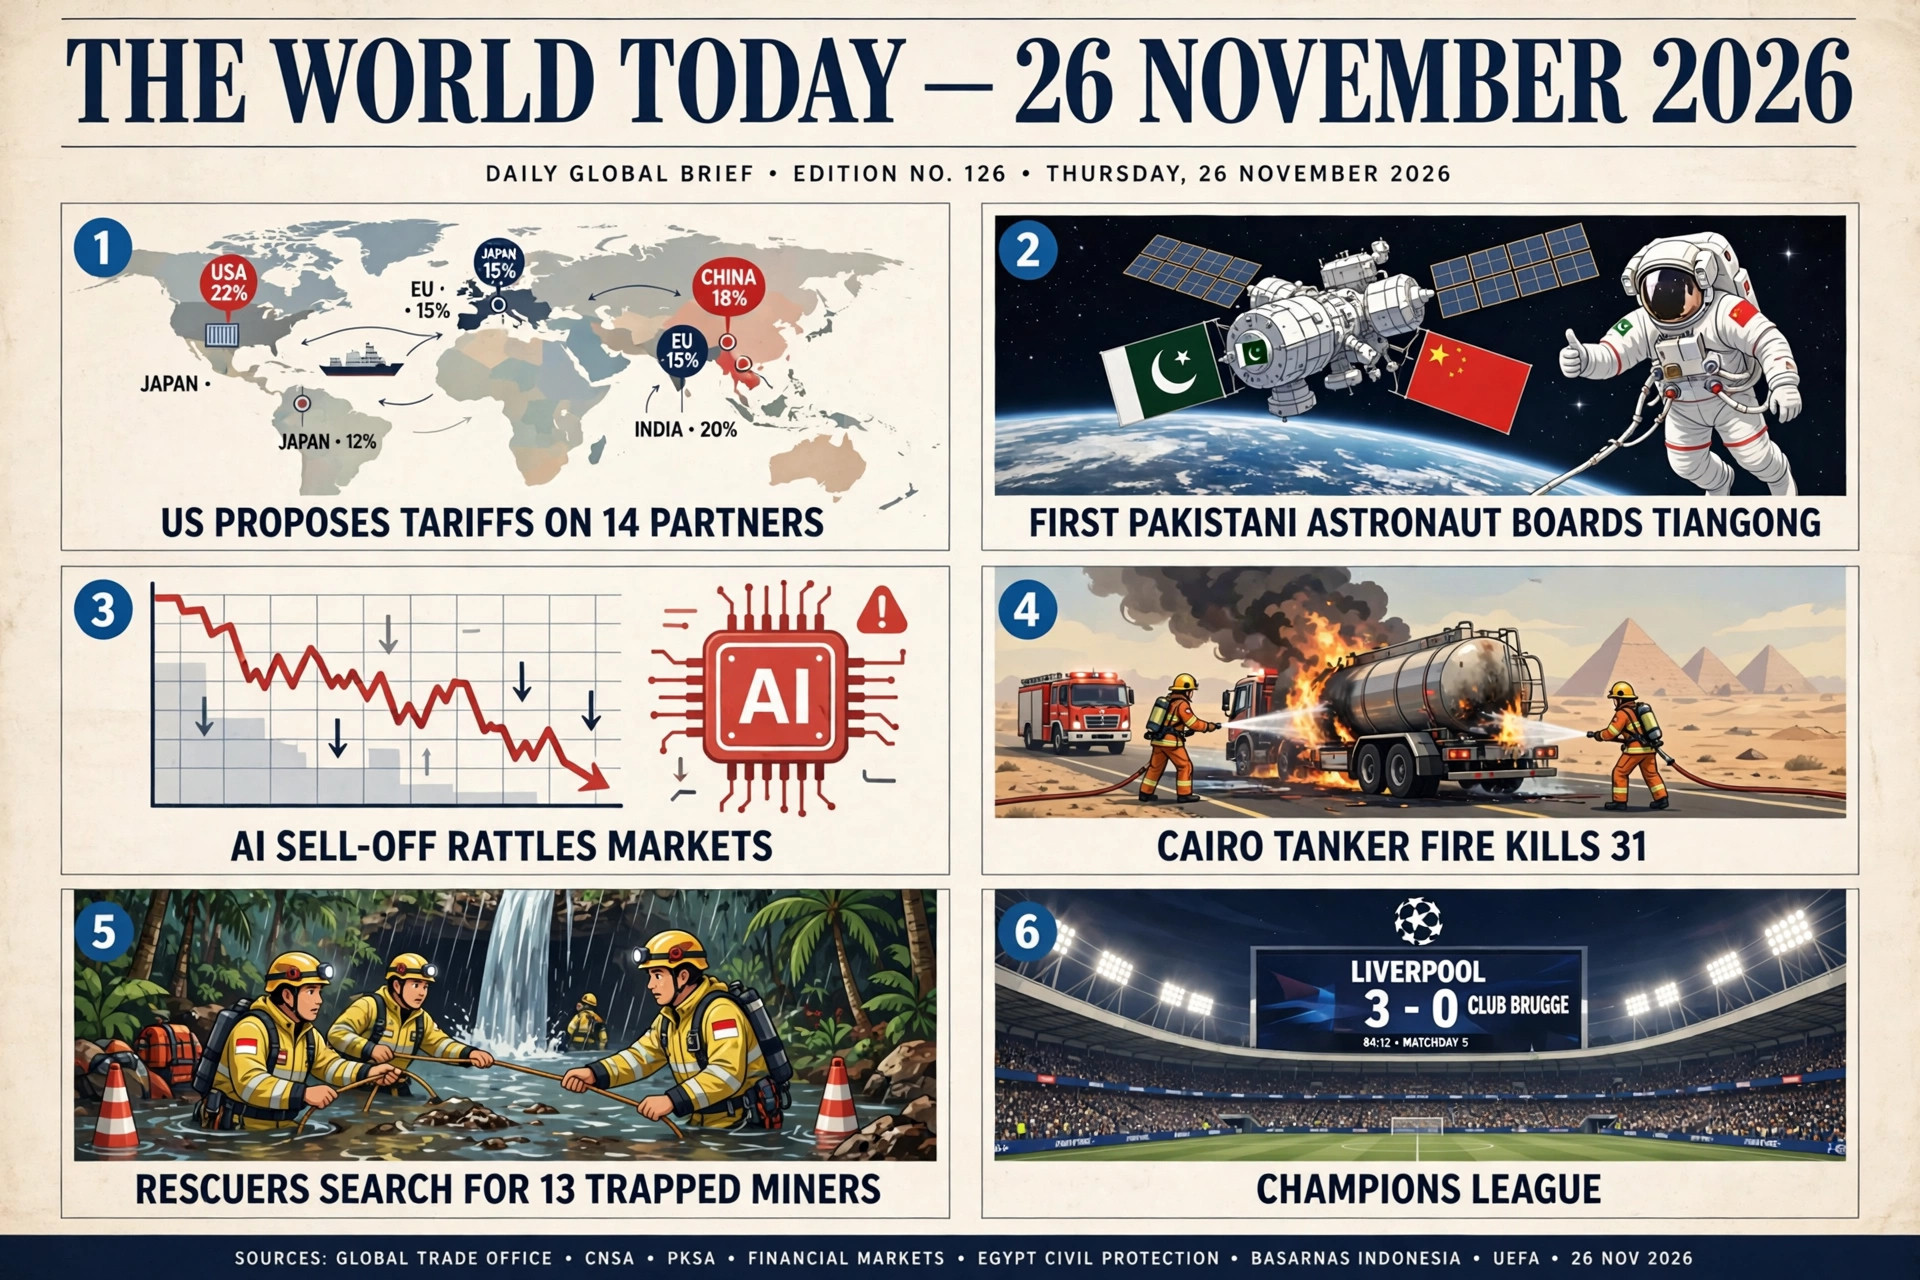 THE WORLD TODAY — 26 NOVEMBER 2026
DAILY GLOBAL BRIEF • EDITION NO. 126 • THURSDAY, 26 NOVEMBER 2026
1
USA
22%
JAPAN
15%
EU •
• 15%
CHINA
18%
EU
15%
JAPAN •
JAPAN • 12%
INDIA • 20%
US PROPOSES TARIFFS ON 14 PARTNERS
2
FIRST PAKISTANI ASTRONAUT BOARDS TIANGONG
3
AI
!
AI SELL-OFF RATTLES MARKETS
4
CAIRO TANKER FIRE KILLS 31
5
RESCUERS SEARCH FOR 13 TRAPPED MINERS
6
LIVERPOOL
3 - 0 CLUB BRUGGE
84:12 • MATCHDAY 5
CHAMPIONS LEAGUE
SOURCES: GLOBAL TRADE OFFICE • CNSA • PKSA • FINANCIAL MARKETS • EGYPT CIVIL PROTECTION • BASARNAS INDONESIA • UEFA • 26 NOV 2026